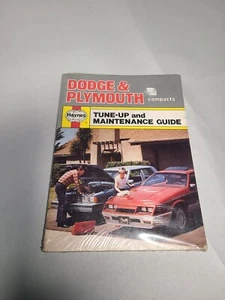 DODGE &
PLYMOUTH compacts
Haynes
TUNE-UP and
MAINTENANCE GUIDE